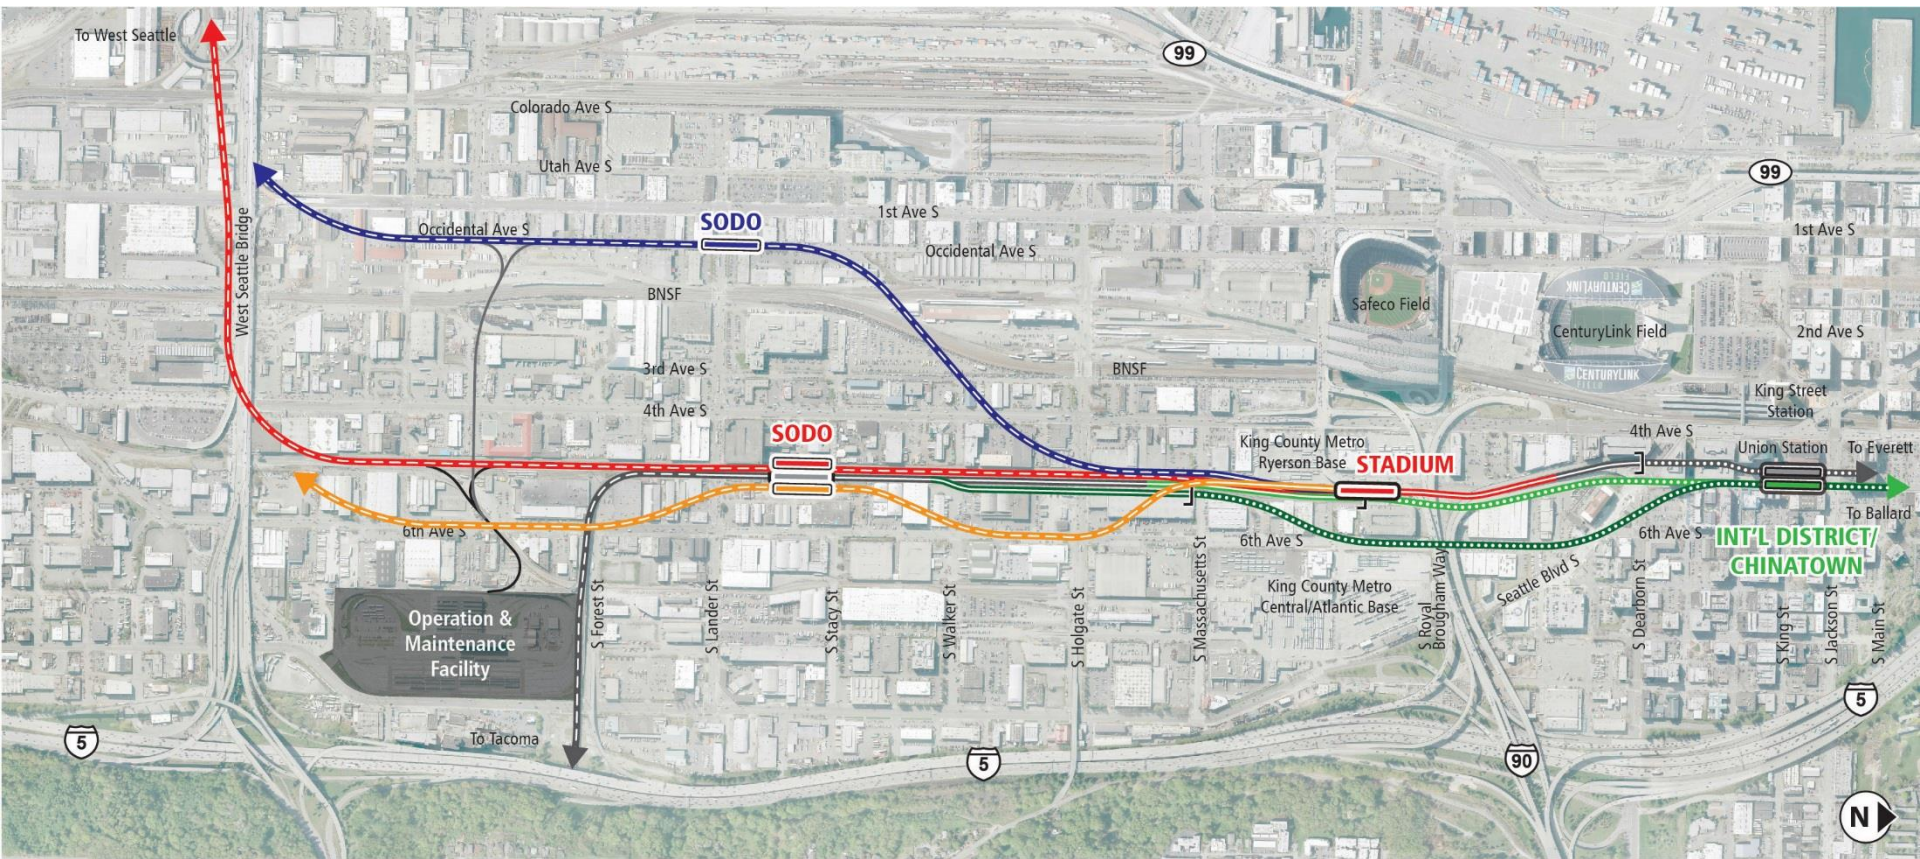 To West Seattle
99
Colorado Ave S
Utah Ave S
99
SODO
1st Ave S
Occidental Ave S
1st Ave S
Occidental Ave S
West Seattle Bridge
BNSF
Safeco Field
CENTURYLINK
FIELD
CenturyLink Field
2nd Ave S
3rd Ave S
BNSF
CENTURYLINK
King Street
Station
4th Ave S
SODO
4th Ave S
King County Metro
Ryerson Base
STADIUM
Union Station
To Everett
To Ballard
6th Ave S
6th Ave S
6th Ave S
INT'L DISTRICT/
CHINATOWN
Operation &
Maintenance
Facility
S Forest St
S Lander St
S Stacy St
S Walker St
S Holgate St
S Massachusetts St
King County Metro
Central/Atlantic Base
S Royal
Brougham Way
Seattle Blvd S
S Dearborn St
S King St
S Jackson St
S Main St
To Tacoma
5
5
90
5
N